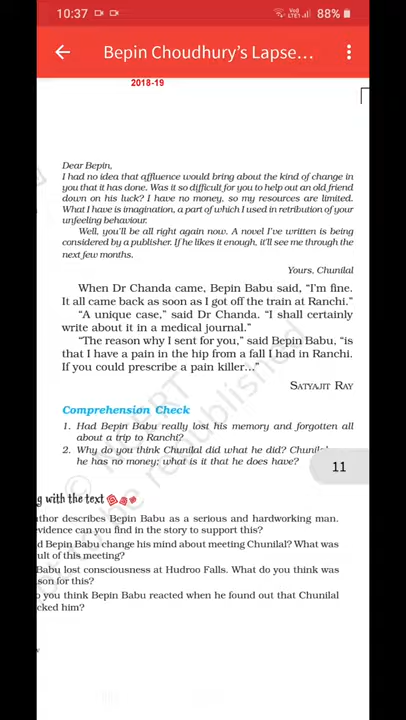 10:37
88%
Bepin Choudhury's Lapse...
2018-19
Dear Bepin,
I had no idea that affluence would bring about the kind of change in
you that it has done. Was it so difficult for you to help out an old friend
down on his luck? I have no money, so my resources are limited.
What I have is imagination, a part of which I used in retribution of your
unfeeling behaviour.
Well, you'll be all right again now. A novel I've written is being
considered by a publisher. If he likes it enough, it'll see me through the
next few months.
Yours, Chunilal
When Dr Chanda came, Bepin Babu said, "I'm fine.
It all came back as soon as I got off the train at Ranchi."
"A unique case," said Dr Chanda. "I shall certainly
write about it in a medical journal."
"The reason why I sent for you," said Bepin Babu, "is
that I have a pain in the hip from a fall I had in Ranchi.
If you could prescribe a pain killer..."
SATYAJIT RAY
Comprehension Check
1. Had Bepin Babu really lost his memory and forgotten all
about a trip to Ranchi?
2. Why do you think Chunilal did what he did? Chunil
he has no money; what is it that he does have?
11
g with the text
uthor describes Bepin Babu as a serious and hardworking man.
evidence can you find in the story to support this?
d Bepin Babu change his mind about meeting Chunilal? What was
ult of this meeting?
Babu lost consciousness at Hudroo Falls. What do you think was
son for this?
o you think Bepin Babu reacted when he found out that Chunilal
cked him?